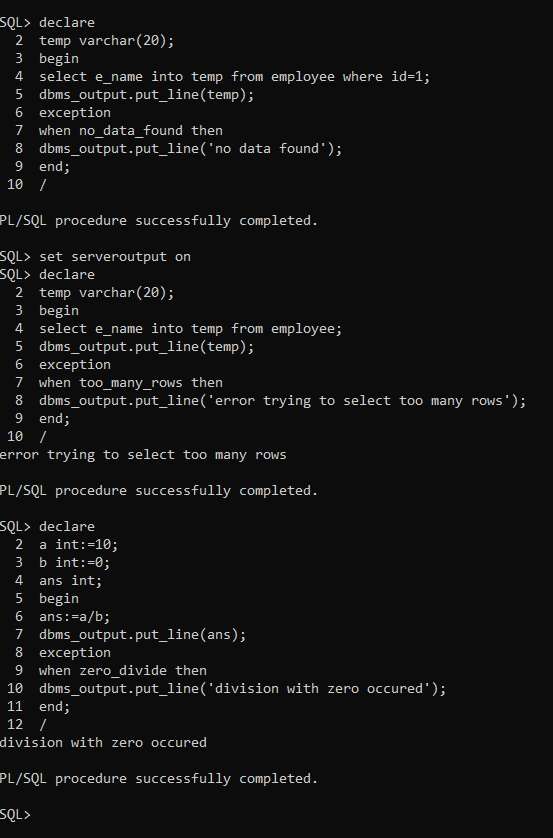 SQL> declare
  2  temp varchar(20);
  3  begin
  4  select e_name into temp from employee where id=1;
  5  dbms_output.put_line(temp);
  6  exception
  7  when no_data_found then
  8  dbms_output.put_line('no data found');
  9  end;
 10  /
PL/SQL procedure successfully completed.
SQL> set serveroutput on
SQL> declare
  2  temp varchar(20);
  3  begin
  4  select e_name into temp from employee;
  5  dbms_output.put_line(temp);
  6  exception
  7  when too_many_rows then
  8  dbms_output.put_line('error trying to select too many rows');
  9  end;
 10  /
error trying to select too many rows
PL/SQL procedure successfully completed.
SQL> declare
  2  a int:=10;
  3  b int:=0;
  4  ans int;
  5  begin
  6  ans:=a/b;
  7  dbms_output.put_line(ans);
  8  exception
  9  when zero_divide then
 10  dbms_output.put_line('division with zero occured');
 11  end;
 12  /
division with zero occured
PL/SQL procedure successfully completed.
SQL>